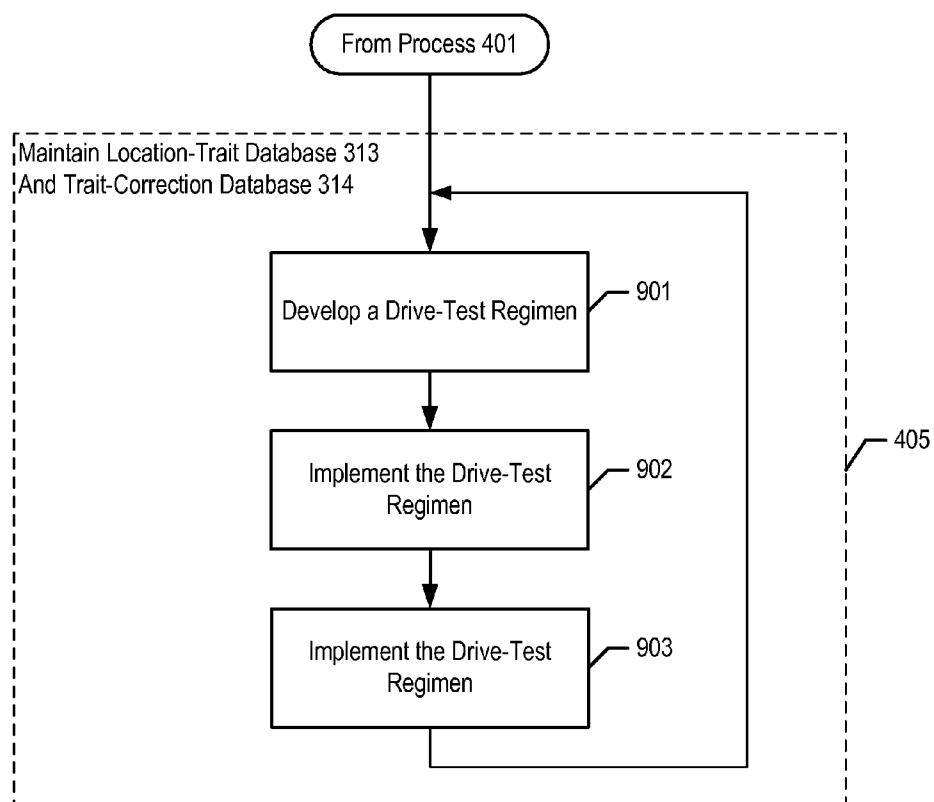 From Process 401
Maintain Location-Trait Database 313
And Trait-Correction Database 314
Develop a Drive-Test Regimen
901
405
Implement the Drive-Test
Regimen
902
Implement the Drive-Test
Regimen
903